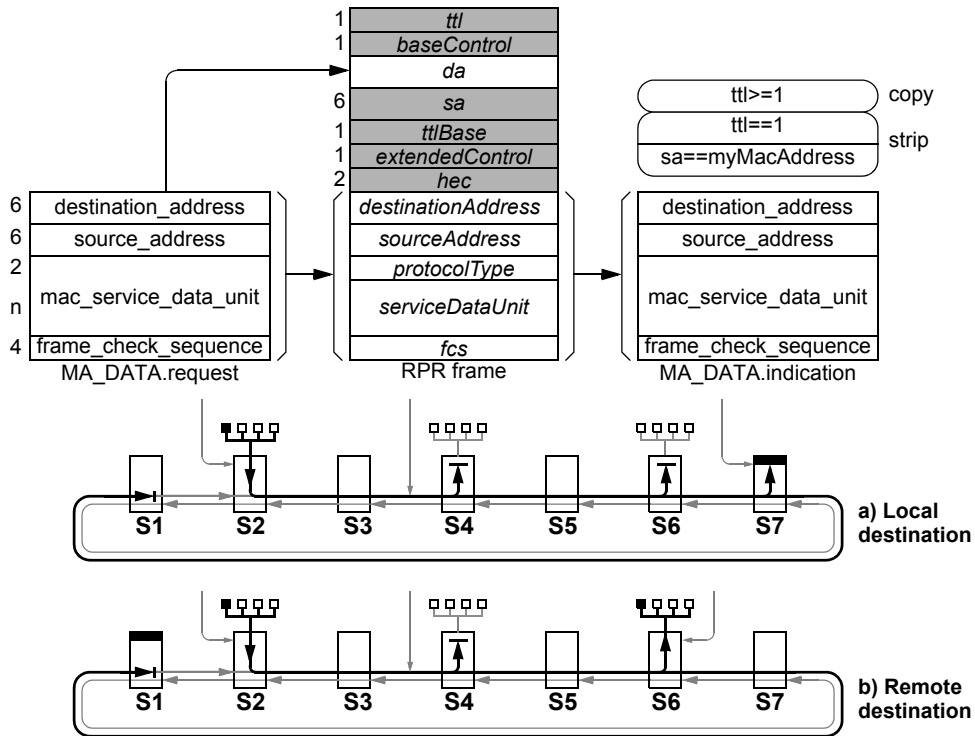 1 ttl
1 baseControl
da
6 sa
1 ttlBase
1 extendedControl
2 hec
ttl>=1 copy
ttl==1
strip
sa==myMacAddress
6 destination_address
6 source_address
2
n mac_service_data_unit
4 frame_check_sequence
MA_DATA.request
destinationAddress
sourceAddress
protocolType
serviceDataUnit
fcs
RPR frame
destination_address
source_address
mac_service_data_unit
frame_check_sequence
MA_DATA.indication
S1 S2 S3 S4 S5 S6 S7
a) Local
destination
S1 S2 S3 S4 S5 S6 S7
b) Remote
destination